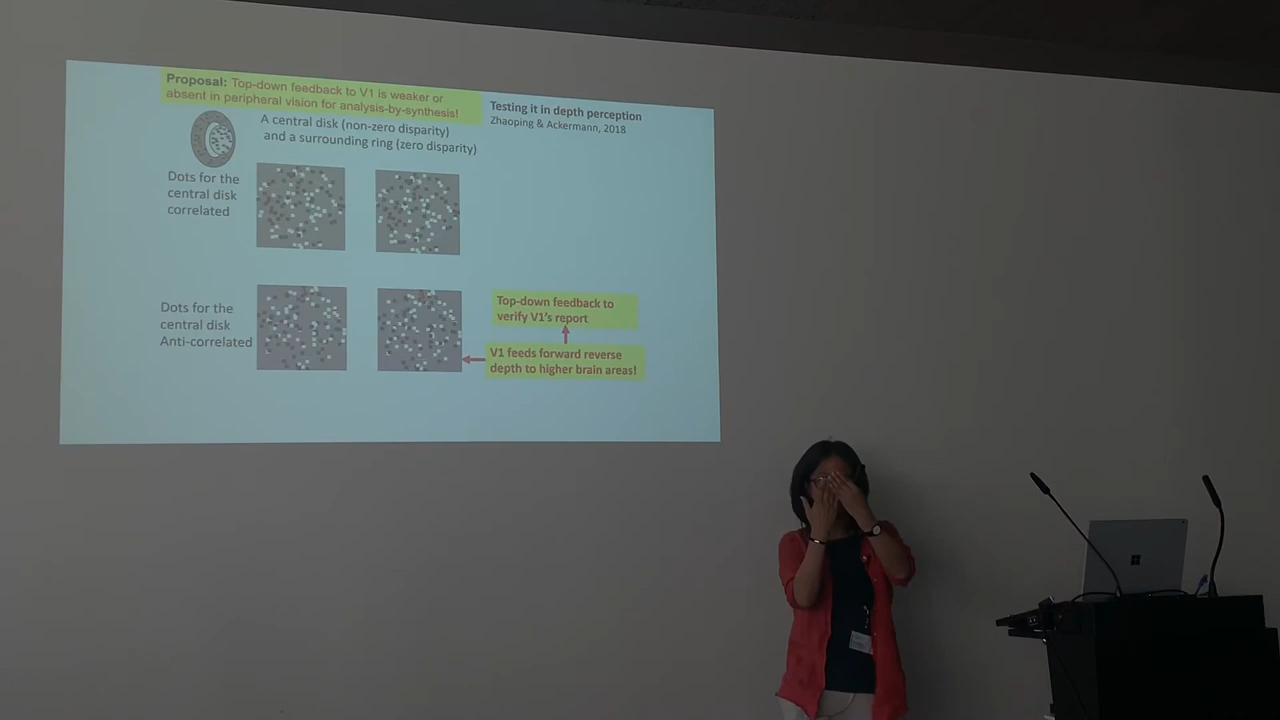 Proposal: Top-down feedback to V1 is weaker or
absent in peripheral vision for analysis-by-synthesis!
Testing it in depth perception
Zhaoping & Ackermann, 2018
A central disk (non-zero disparity)
and a surrounding ring (zero disparity)
Dots for the
central disk
correlated
Dots for the
central disk
Anti-correlated
Top-down feedback to
verify V1's report
V1 feeds forward reverse
depth to higher brain areas!